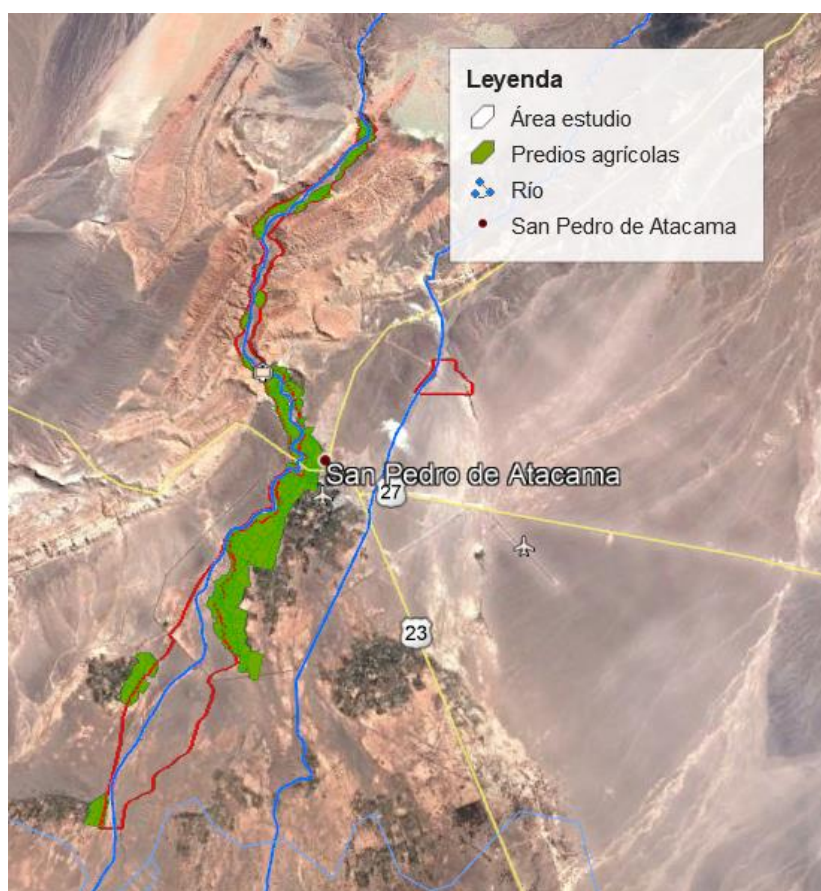 Leyenda
Área estudio
Predios agrícolas
Río
San Pedro de Atacama
San Pedro de Atacama
27
23